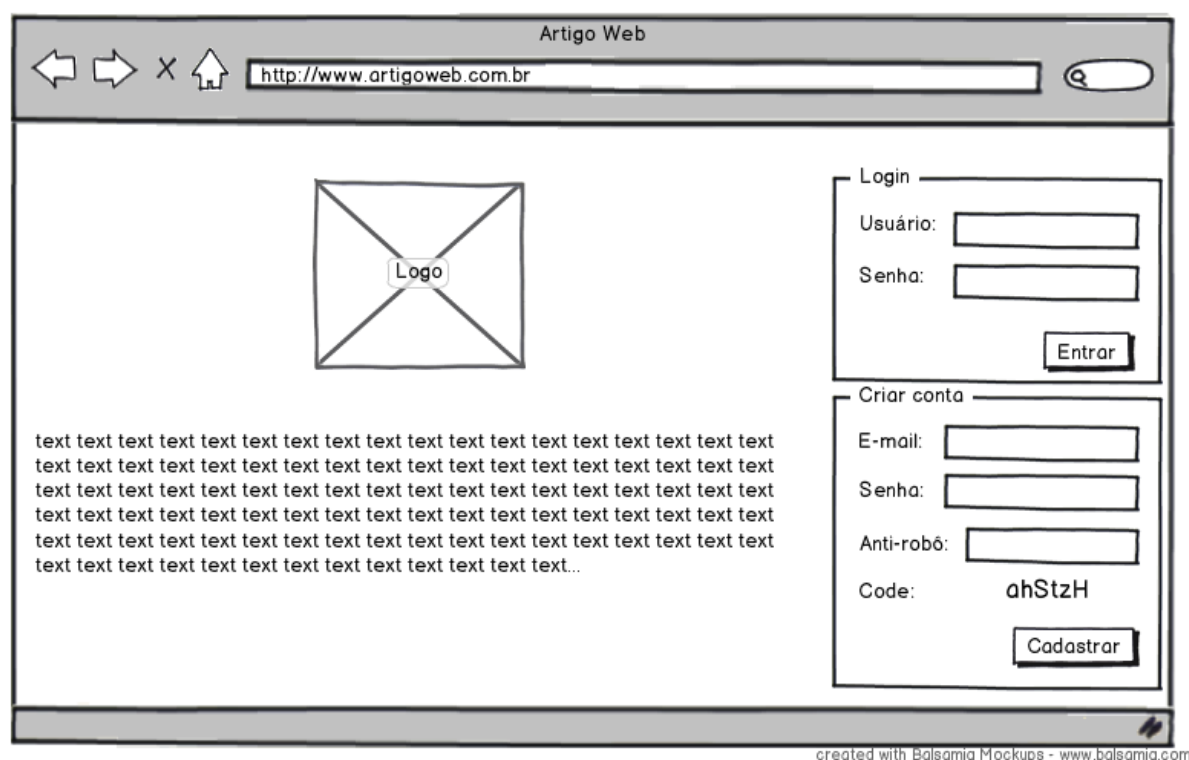 Artigo Web
http://www.artigoweb.com.br
Logo
text text text text text text text text text text text text text text text text text text
text text text text text text text text text text text text text text text text text text
text text text text text text text text text text text text text text text text text text
text text text text text text text text text text text text text text text text text text
text text text text text text text text text text text text text text text text text text
text text text text text text text text text text text text text...
Login
Usuário:
Senha:
Entrar
Criar conta
E-mail:
Senha:
Anti-robô:
Code: ahStzH
Cadastrar
created with Balsamiq Mockups - www.balsamiq.com